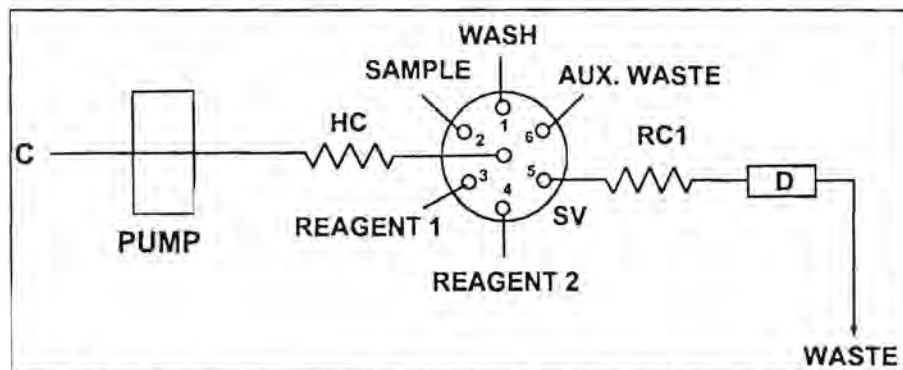 WASH
SAMPLE
AUX. WASTE
HC
1
2
6
RC1
C
3
5
D
4
REAGENT 1
SV
PUMP
REAGENT 2
WASTE